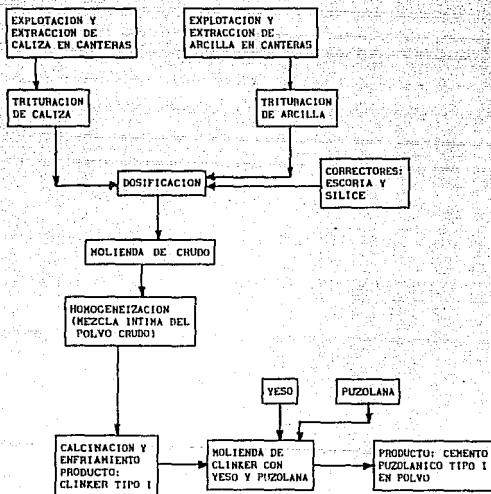 EXPLOTACION Y
EXTRACCION DE
CALIZA EN CANTERAS
EXPLOTACION Y
EXTRACCION DE
ARCILLA EN CANTERAS
TRITURACION
DE CALIZA
TRITURACION
DE ARCILLA
DOSIFICACION
CORRECTORES:
ESCORIA Y
SILICE
MOLIENDA DE CRUDO
HOMOGENEIZACION
(MEZCLA INTIMA DEL
POLVO CRUDO)
YESO
PUZOLANA
CALCINACION Y
ENFRIAMIENTO
PRODUCTO:
CLINKER TIPO I
MOLIENDA DE
CLINKER CON
YESO Y PUZOLANA
PRODUCTO: CEMENTO
PUZOLANICO TIPO I
EN POLVO